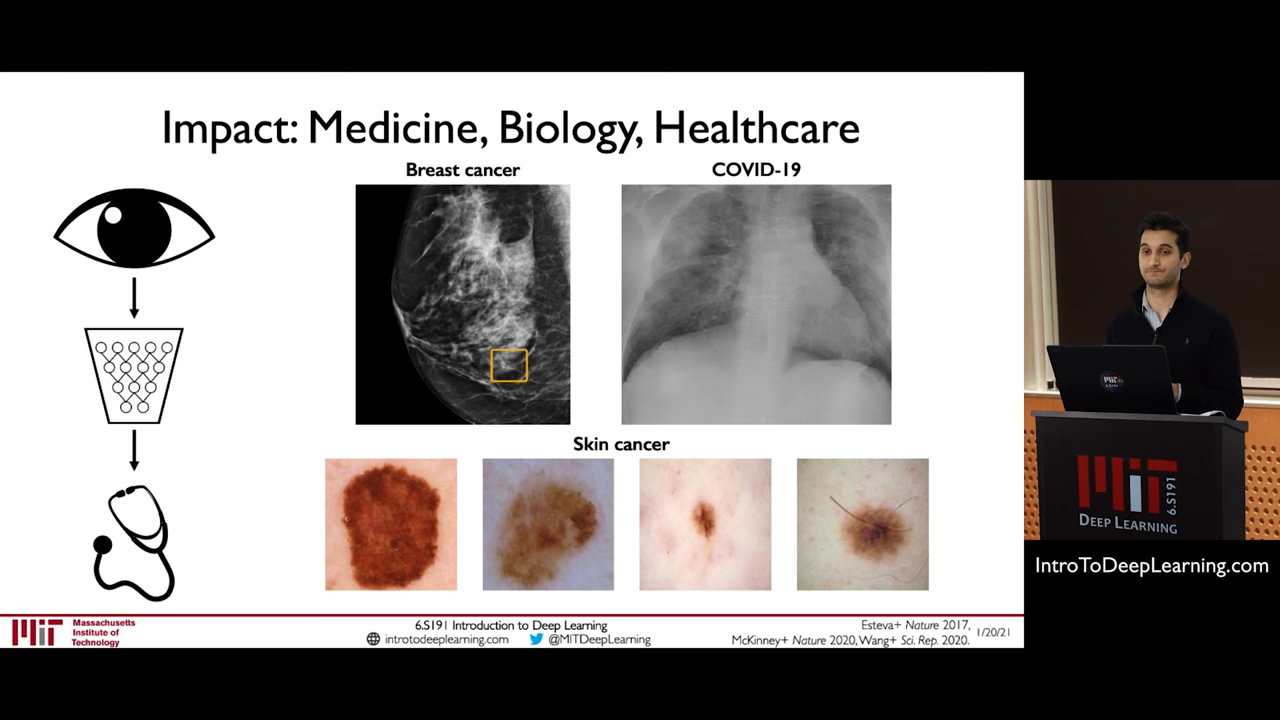 Impact: Medicine, Biology, Healthcare
Breast cancer
COVID-19
Skin cancer
Massachusetts
Institute of
Technology
6.S191 Introduction to Deep Learning
introtodeeplearning.com
@MITDeepLearning
Esteva+ Nature 2017,
McKinney+ Nature 2020, Wang+ Sci. Rep. 2020.
1/20/21
MIT
6.S191
DEEP LEARNING
IntroToDeepLearning.com